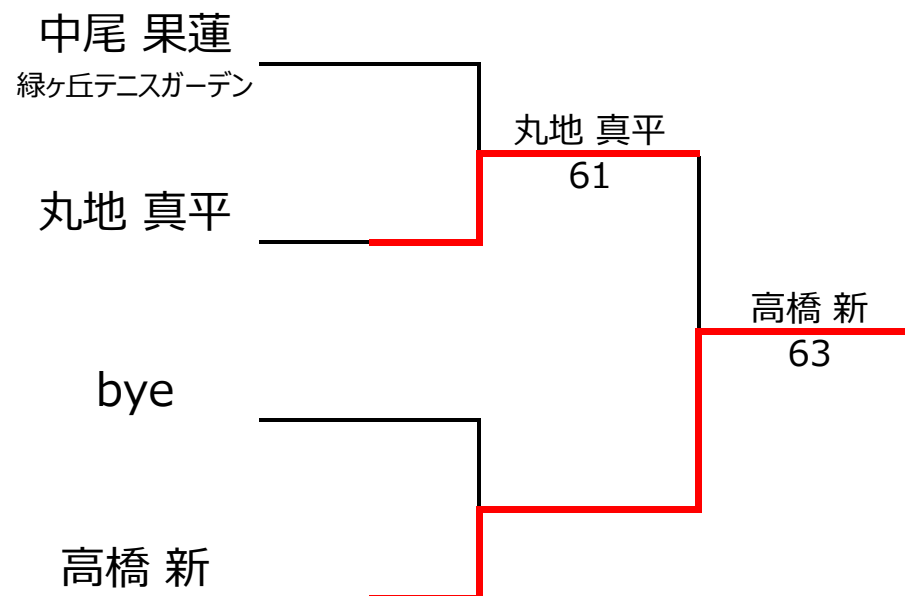 中尾 果蓮
緑ヶ丘テニスガーデン
丸地 真平
61
丸地 真平
高橋 新
63
bye
高橋 新